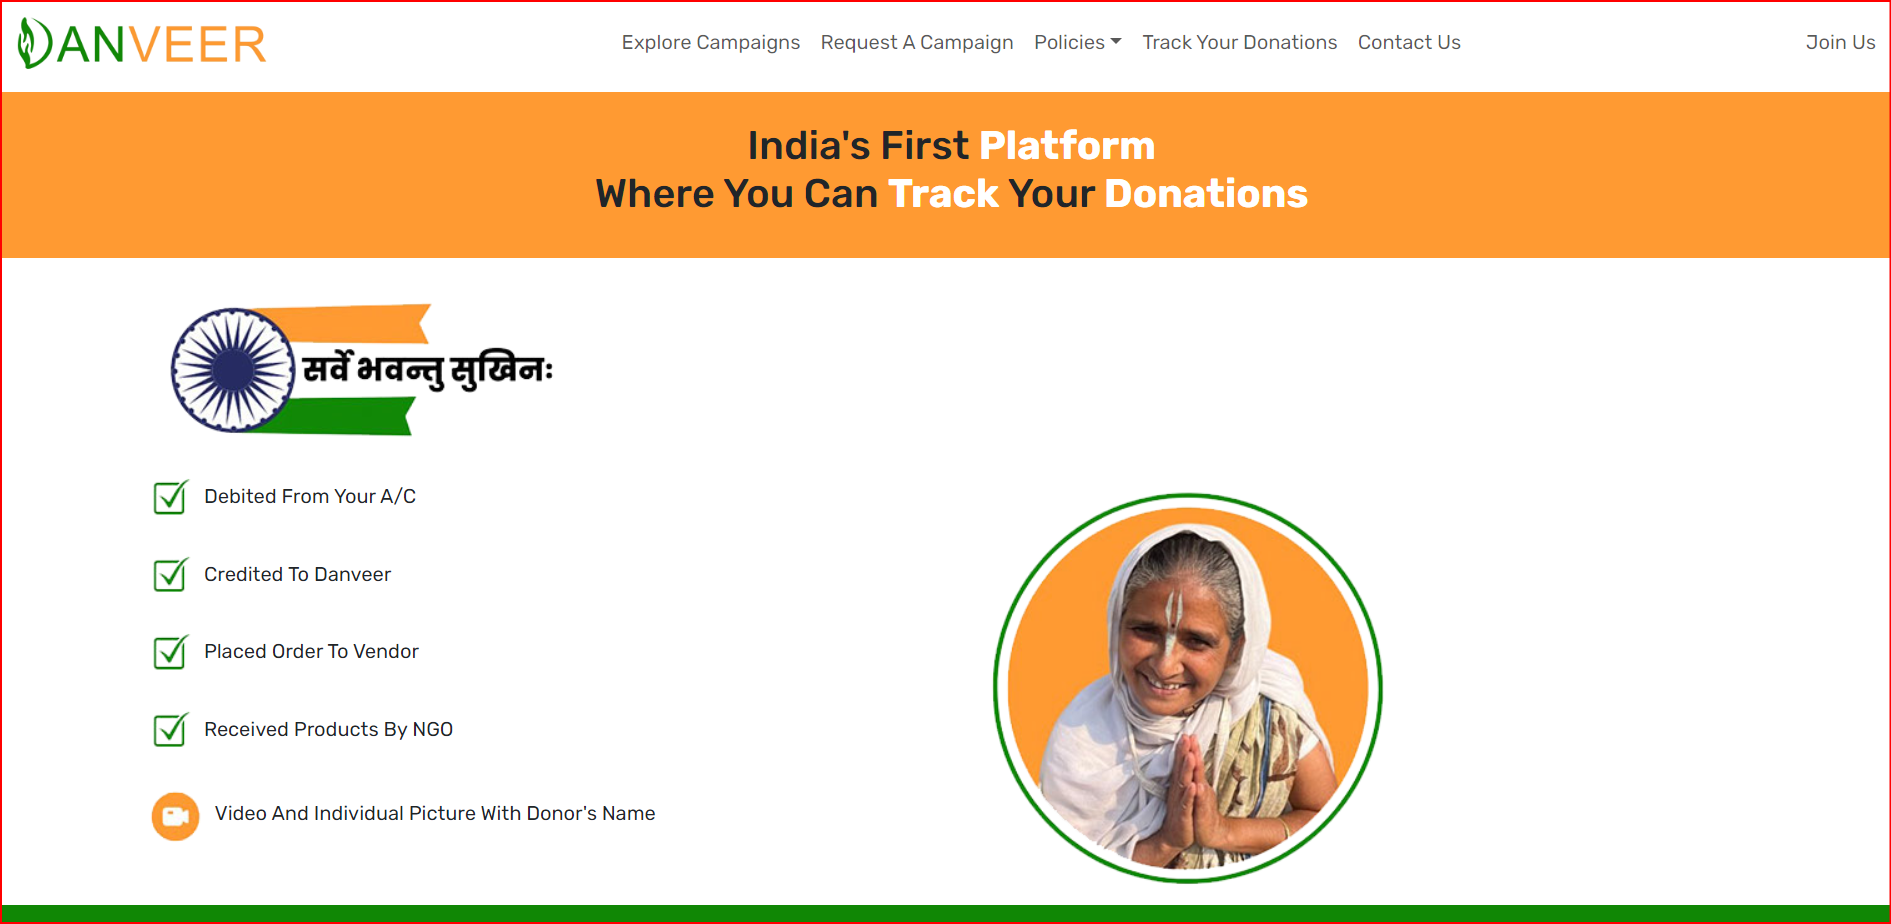 DANVEER
Explore Campaigns Request A Campaign Policies Track Your Donations Contact Us Join Us
India's First Platform
Where You Can Track Your Donations
सर्वे भवन्तु सुखिनः
Debited From Your A/C
Credited To Danveer
Placed Order To Vendor
Received Products By NGO
Video And Individual Picture With Donor's Name